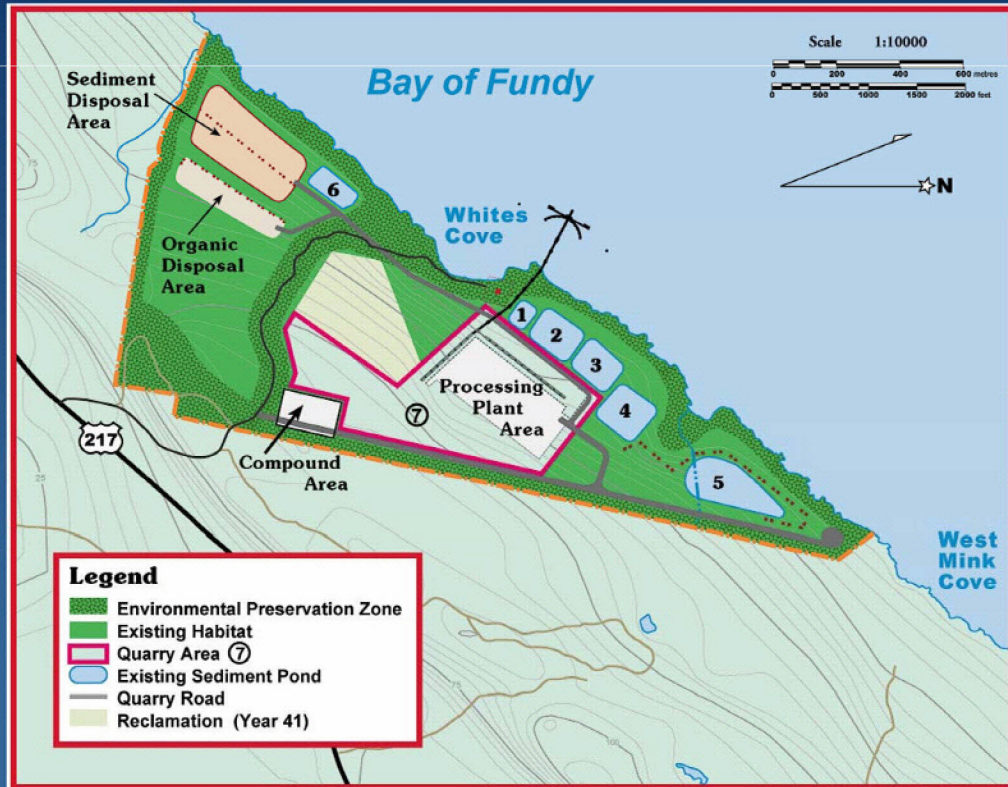 Scale 1:10000
0 200 400 600 metres
0 500 1000 1500 2000 feet
Bay of Fundy
N
Sediment
Disposal
Area
6
Whites
Cove
Organic
Disposal
Area
1
2
3
4
5
Processing
Plant
Area
7
217
Compound
Area
West
Mink
Cove
Legend
Environmental Preservation Zone
Existing Habitat
Quarry Area 7
Existing Sediment Pond
Quarry Road
Reclamation (Year 41)
75
75
100